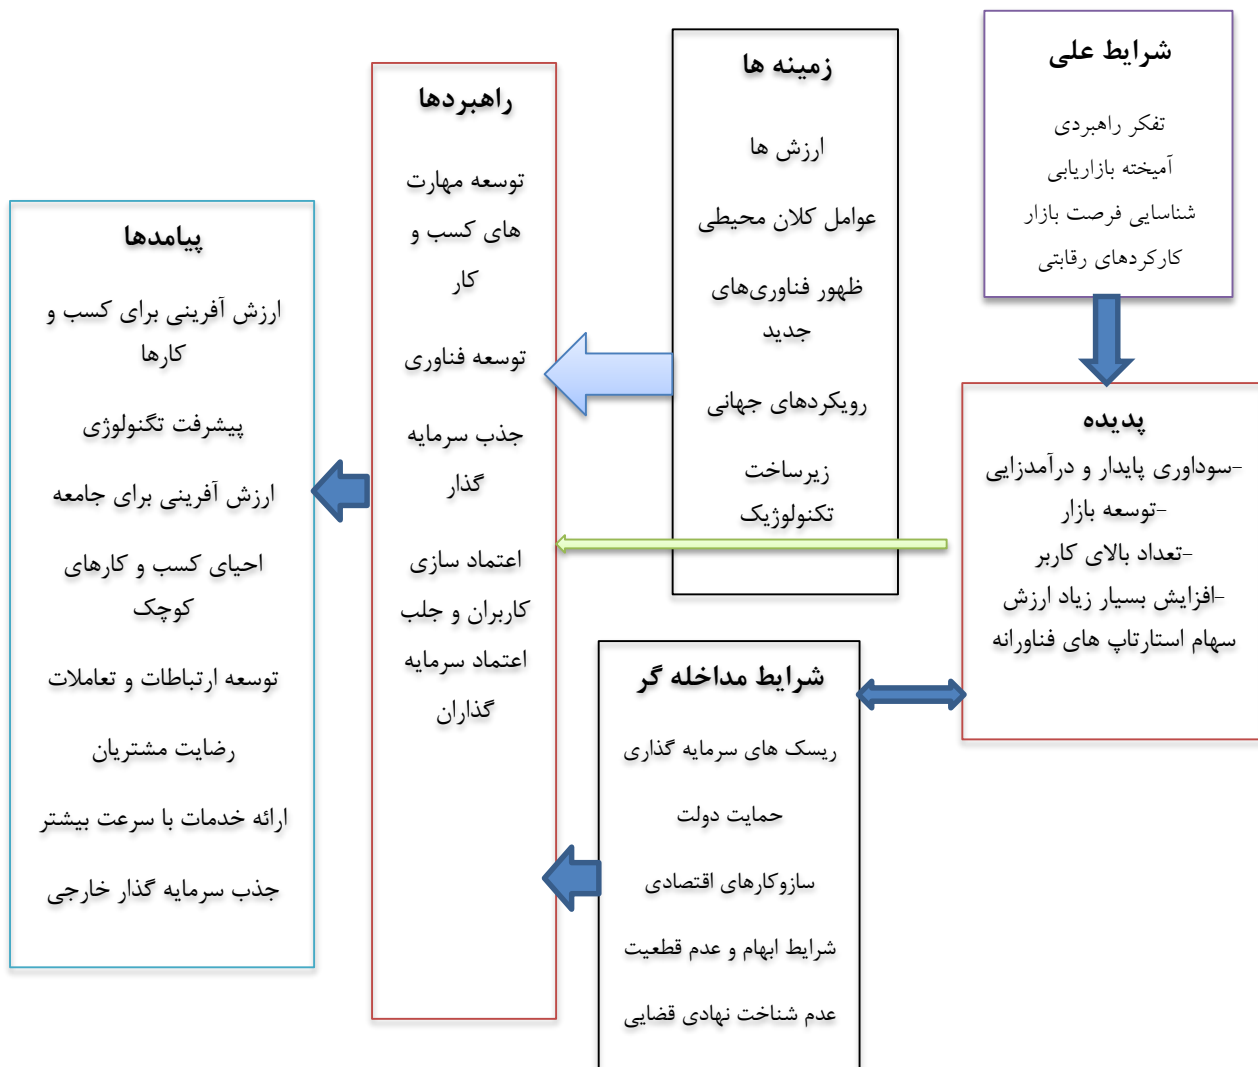 شرایط علی
تفکر راهبردی
آمیخته بازاریابی
شناسایی فرصت بازار
کارکردهای رقابتی
پدیده
-سوداوری پایدار و درآمدزایی
-توسعه بازار
-تعداد بالای کاربر
-افزایش بسیار زیاد ارزش
سهام استارتاپ های فناورانه
زمینه ها
ارزش ها
عوامل کلان محیطی
ظهور فناوری‌های
جدید
رویکردهای جهانی
زیرساخت
تکنولوژیک
شرایط مداخله گر
ریسک های سرمایه گذاری
حمایت دولت
سازوکارهای اقتصادی
شرایط ابهام و عدم قطعیت
عدم شناخت نهادی قضایی
راهبردها
توسعه مهارت
های کسب و
کار
توسعه فناوری
جذب سرمایه
گذار
اعتماد سازی
کاربران و جلب
اعتماد سرمایه
گذاران
پیامدها
ارزش آفرینی برای کسب و
کارها
پیشرفت تگنولوژی
ارزش آفرینی برای جامعه
احیای کسب و کارهای
کوچک
توسعه ارتباطات و تعاملات
رضایت مشتریان
ارائه خدمات با سرعت بیشتر
جذب سرمایه گذار خارجی